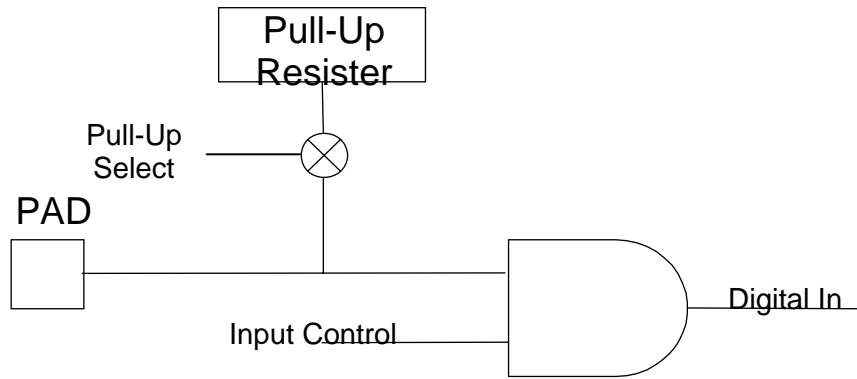 Pull-Up
Resister
Pull-Up
Select
PAD
Digital In
Input Control